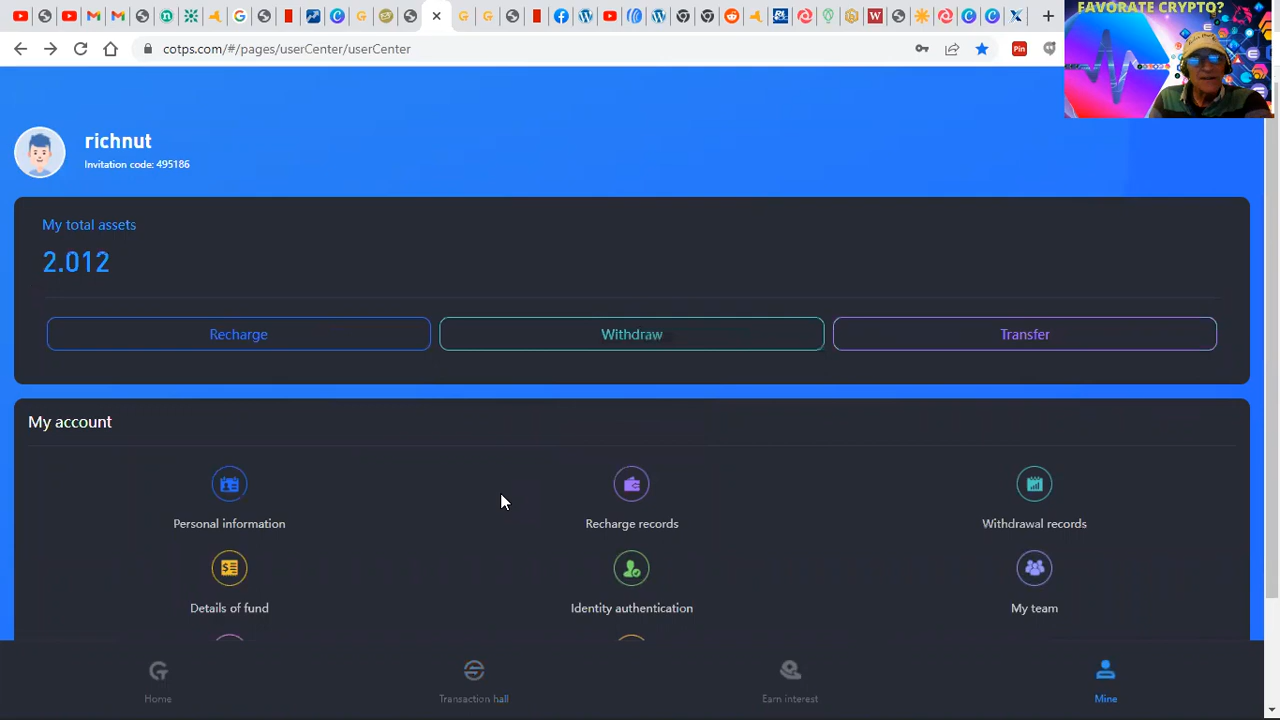 cotps.com/#/pages/userCenter/userCenter
Pin
FAVORATE CRYPTO?
richnut
Invitation code: 495186
My total assets
2.012
Recharge
Withdraw
Transfer
My account
Personal information
Recharge records
Withdrawal records
Details of fund
Identity authentication
My team
Home
Transaction hall
Earn interest
Mine